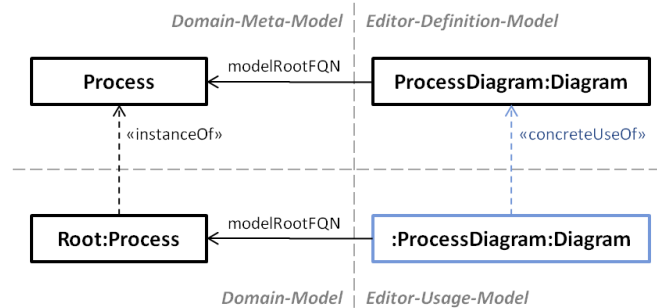 Domain-Meta-Model Editor-Definition-Model
modelRootFQN
Process ProcessDiagram:Diagram
«instanceOf» «concreteUseOf»
modelRootFQN
Root:Process :ProcessDiagram:Diagram
Domain-Model Editor-Usage-Model